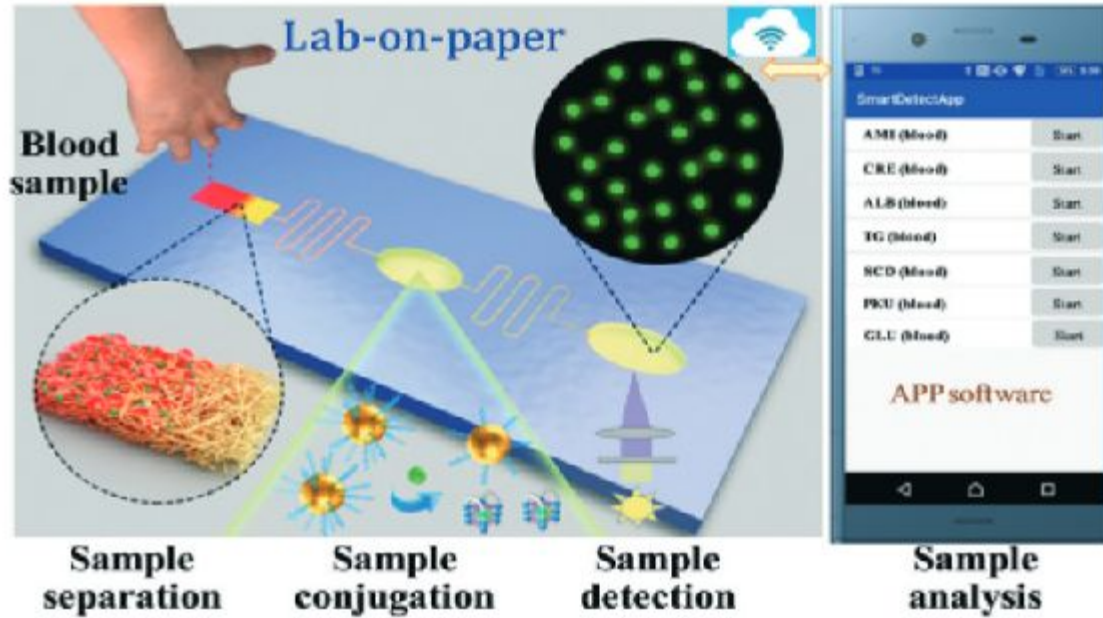 Lab-on-paper
Blood
sample
SmartDetectApp
AMI (blood) Start
CRE (blood) Start
ALB (blood) Start
TG (blood) Start
SCD (blood) Start
PKU (blood) Start
GLU (blood) Start
APP software
Sample
separation
Sample
conjugation
Sample
detection
Sample
analysis